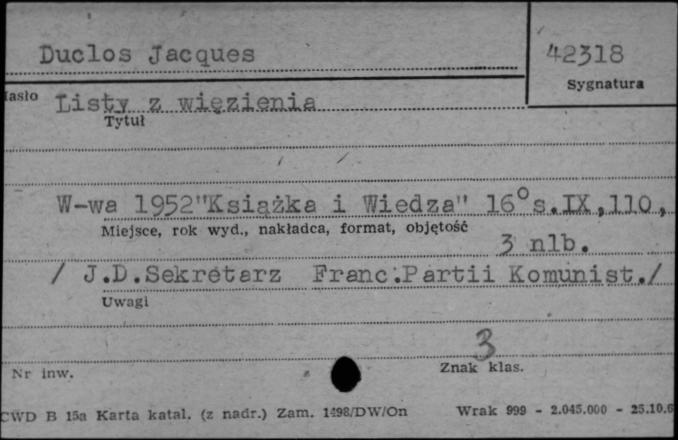 Duclos Jacques
42318
Sygnatura
asło Listy z więzienia
Tytuł
W-wa 1952"Książka i Wiedza" 16° s.IX,110,
Miejsce, rok wyd., nakładca, format, objętość
3 nlb.
/ J.D.Sekretarz Franc.Partii Komunist./
Uwagi
3
Nr inw.
Znak klas.
CWD B 15a Karta katal. (z nadr.) Zam. 1498/DW/On Wrak 999 - 2.045.000 - 25.10.6